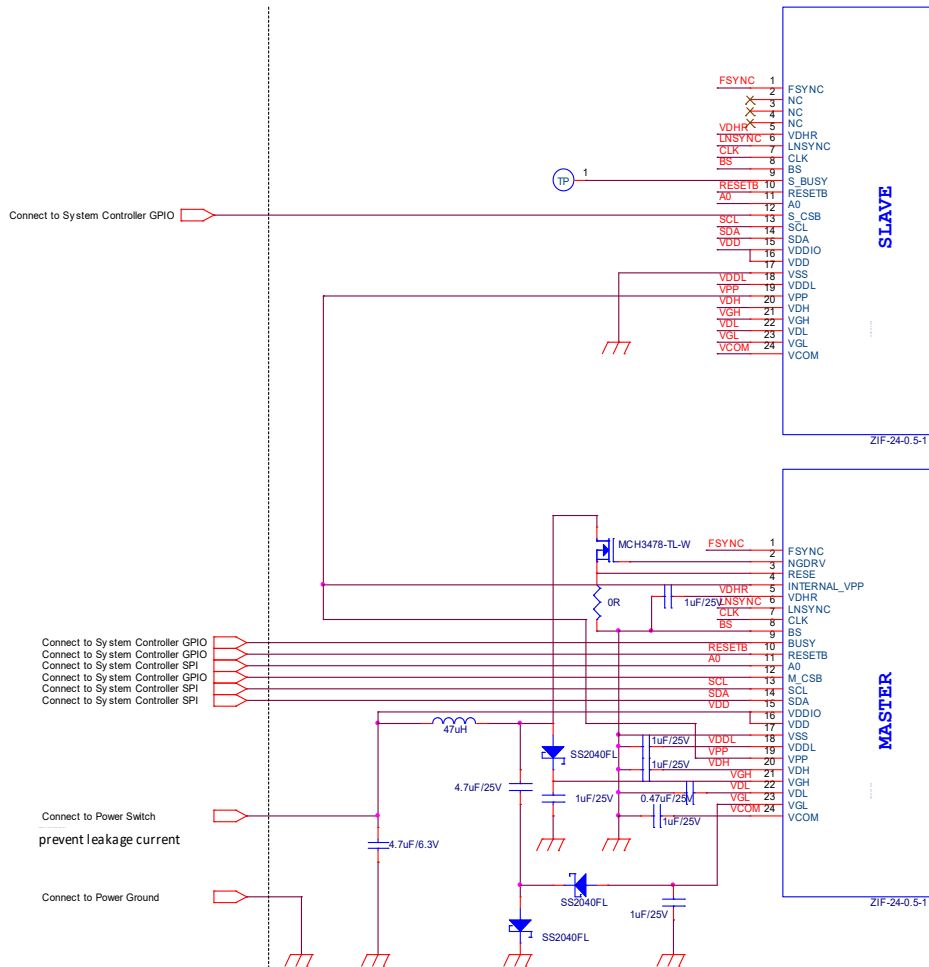 FSYNC 1 FSYNC
2 NC
3 NC
4 NC
VDHR 5 VDHR
LNSYNC 6 LNSYNC
CLK 7 CLK
BS 8 BS
TP 1 9 S_BUSY
RESETB 10 RESETB
A0 11 A0
Connect to System Controller GPIO 12 S_CSB
SCL 13 SCL
SDA 14 SDA
VDD 15 VDDIO
16 VDD
17 VSS
VDDL 18 VDDL
VPP 19 VPP
VDH 20 VDH
VGH 21 VGH
VDL 22 VDL
VGL 23 VGL
VCOM 24 VCOM
SLAVE
ZIF-24-0.5-1
MCH3478-TL-W
0R
FSYNC 1 FSYNC
2 NGDRV
3 RESE
4 INTERNAL_VPP
1uF/25V VDHR 5 VDHR
LNSYNC 6 LNSYNC
CLK 7 CLK
BS 8 BS
Connect to System Controller GPIO 9 BUSY
Connect to System Controller GPIO RESETB 10 RESETB
Connect to System Controller SPI A0 11 A0
Connect to System Controller GPIO 12 M_CSB
Connect to System Controller SPI SCL 13 SCL
Connect to System Controller SPI SDA 14 SDA
VDD 15 VDDIO
16 VDD
47uH
17 VSS
1uF/25V VDDL 18 VDDL
VPP 19 VPP
1uF/25V VDH 20 VDH
SS2040FL
VGH 21 VGH
4.7uF/25V
VDL 22 VDL
1uF/25V
0.47uF/25V VGL 23 VGL
1uF/25V VCOM 24 VCOM
MASTER
ZIF-24-0.5-1
Connect to Power Switch
prevent leakage current
4.7uF/6.3V
Connect to Power Ground
SS2040FL
1uF/25V
SS2040FL